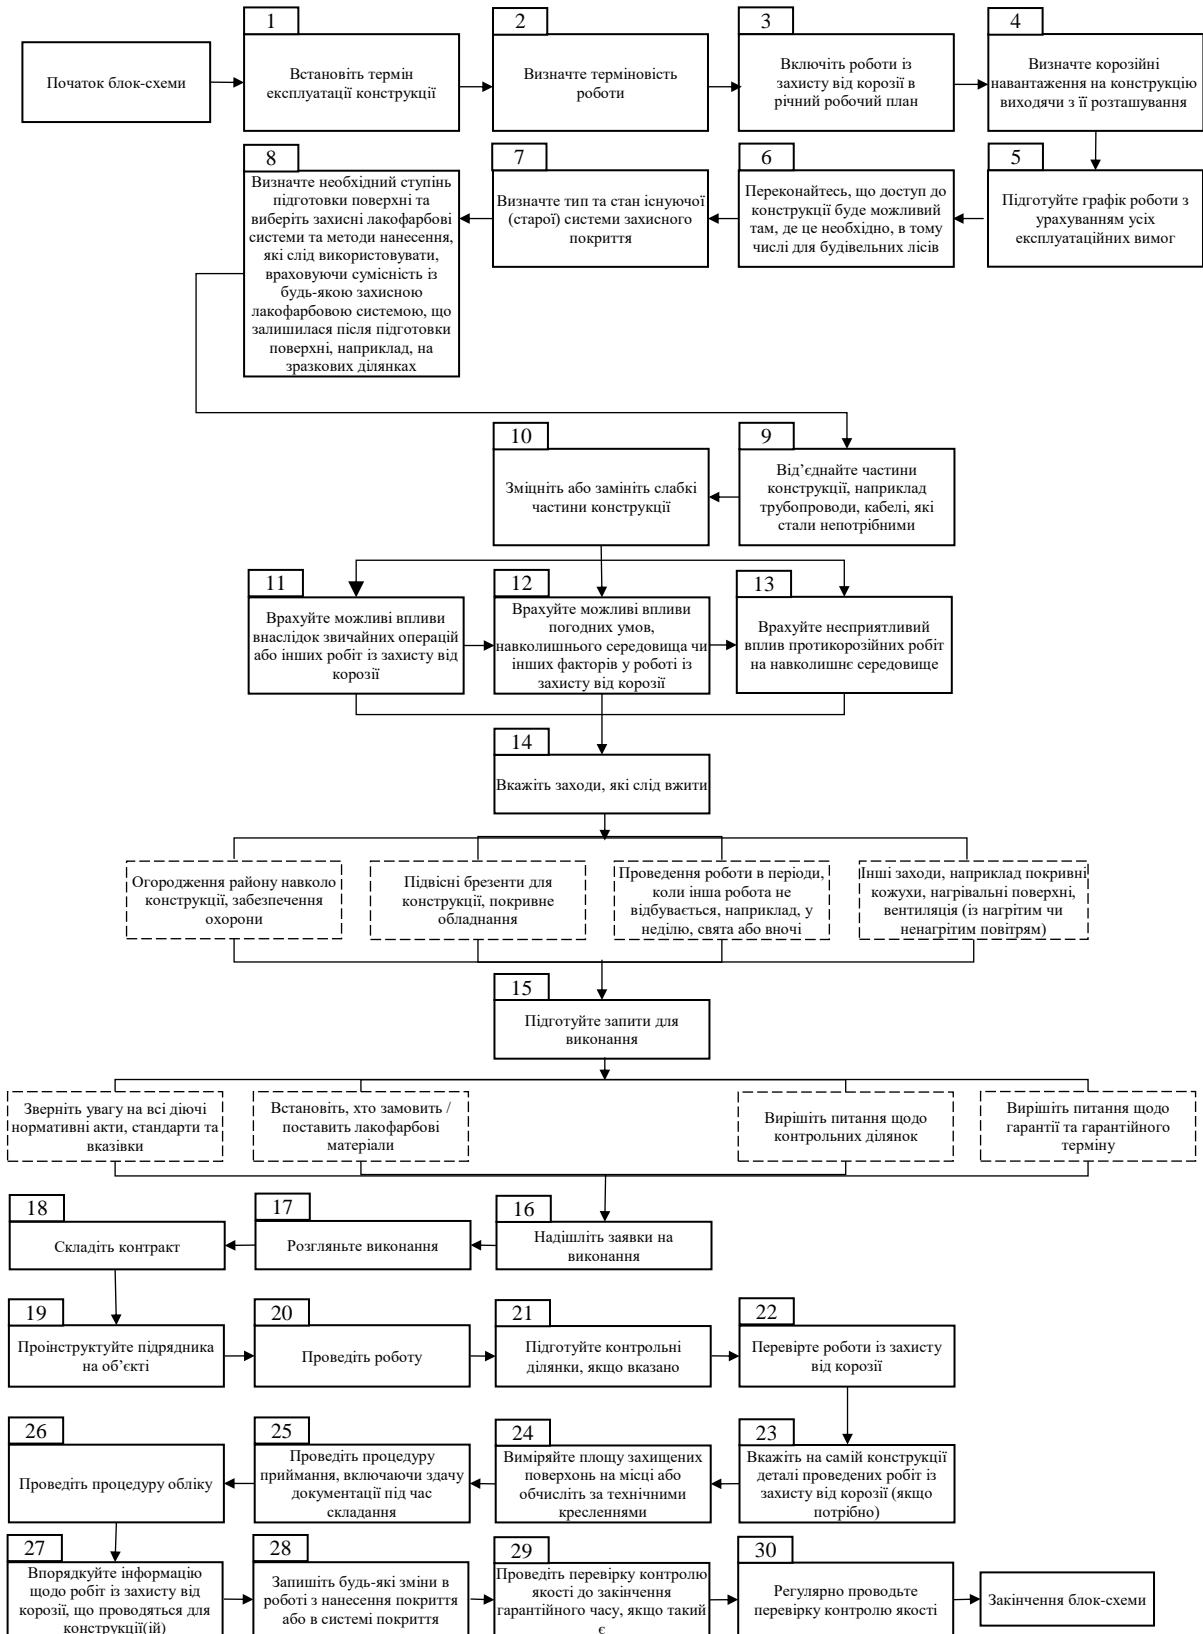 Початок блок-схеми
1
Встановіть термін
експлуатації конструкції
2
Визначте терміновість
роботи
3
Включіть роботи із
захисту від корозії в
річний робочий план
4
Визначте корозійні
навантаження на конструкцію
виходячи з її розташування
5
Підготуйте графік роботи з
урахуванням усіх
експлуатаційних вимог
6
Переконайтесь, що доступ до
конструкції буде можливий
там, де це необхідно, в тому
числі для будівельних лісів
7
Визначте тип та стан існуючої
(старої) системи захисного
покриття
8
Визначте необхідний ступінь
підготовки поверхні та
виберіть захисні лакофарбові
системи та методи нанесення,
які слід використовувати,
враховуючи сумісність із
будь-якою захисною
лакофарбовою системою, що
залишилася після підготовки
поверхні, наприклад, на
зразкових ділянках
9
Від’єднайте частини
конструкції, наприклад
трубопроводи, кабелі, які
стали непотрібними
10
Зміцніть або замініть слабкі
частини конструкції
11
Врахуйте можливі впливи
внаслідок звичайних операцій
або інших робіт із захисту від
корозії
12
Врахуйте можливі впливи
погодних умов,
навколишнього середовища чи
інших факторів у роботі із
захисту від корозії
13
Врахуйте несприятливий
вплив протикорозійних робіт
на навколишнє середовище
14
Вкажіть заходи, які слід вжити
Огородження району навколо
конструкції, забезпечення
охорони
Підвісні брезенти для
конструкції, покривне
обладнання
Проведення роботи в періоди,
коли інша робота не
відбувається, наприклад, у
неділю, свята або вночі
Інші заходи, наприклад покривні
кожухи, нагрівальні поверхні,
вентиляція (із нагрітим чи
ненагрітим повітрям)
15
Підготуйте запити для
виконання
Зверніть увагу на всі діючі
нормативні акти, стандарти та
вказівки
Встановіть, хто замовить /
поставить лакофарбові
матеріали
Вирішіть питання щодо
контрольних ділянок
Вирішіть питання щодо
гарантії та гарантійного
терміну
16
Надішліть заявки на
виконання
17
Розгляньте виконання
18
Складіть контракт
19
Проінструктуйте підрядника
на об’єкті
20
Проведіть роботу
21
Підготуйте контрольні
ділянки, якщо вказано
22
Перевірте роботи із захисту
від корозії
23
Вкажіть на самій конструкції
деталі проведених робіт із
захисту від корозії (якщо
потрібно)
24
Виміряйте площу захищених
поверхонь на місці або
обчисліть за технічними
кресленнями
25
Проведіть процедуру
приймання, включаючи здачу
документації під час
складання
26
Проведіть процедуру обліку
27
Впорядкуйте інформацію
щодо робіт із захисту від
корозії, що проводяться для
конструкції(ій)
28
Запишіть будь-які зміни в
роботі з нанесення покриття
або в системі покриття
29
Проведіть перевірку контролю
якості до закінчення
гарантійного часу, якщо такий
є
30
Регулярно проводьте
перевірку контролю якості
Закінчення блок-схеми